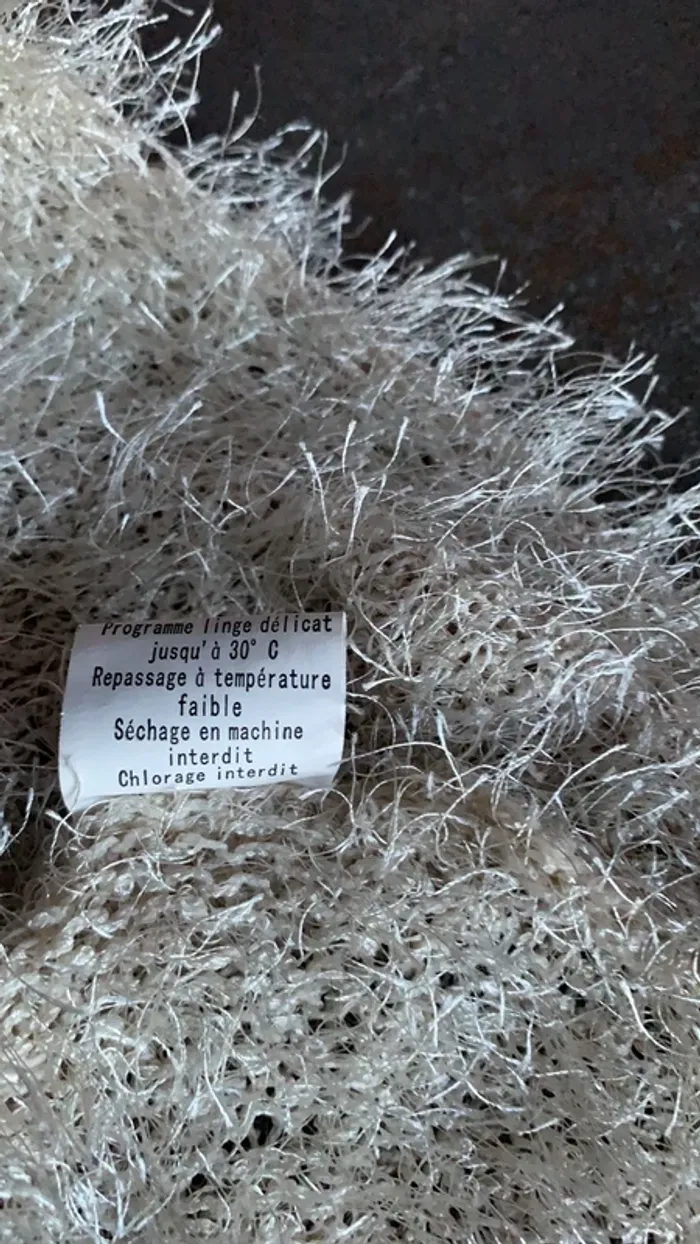 Programme linge délicat
jusqu'à 30° C
Repassage à température
faible
Séchage en machine
interdit
Chlorage interdit